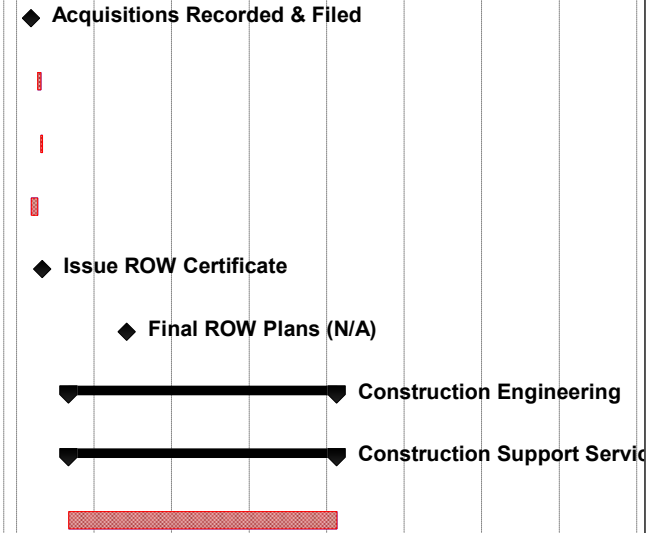 Acquisitions Recorded & Filed
Issue ROW Certificate
Final ROW Plans (N/A)
Construction Engineering
Construction Support Servic